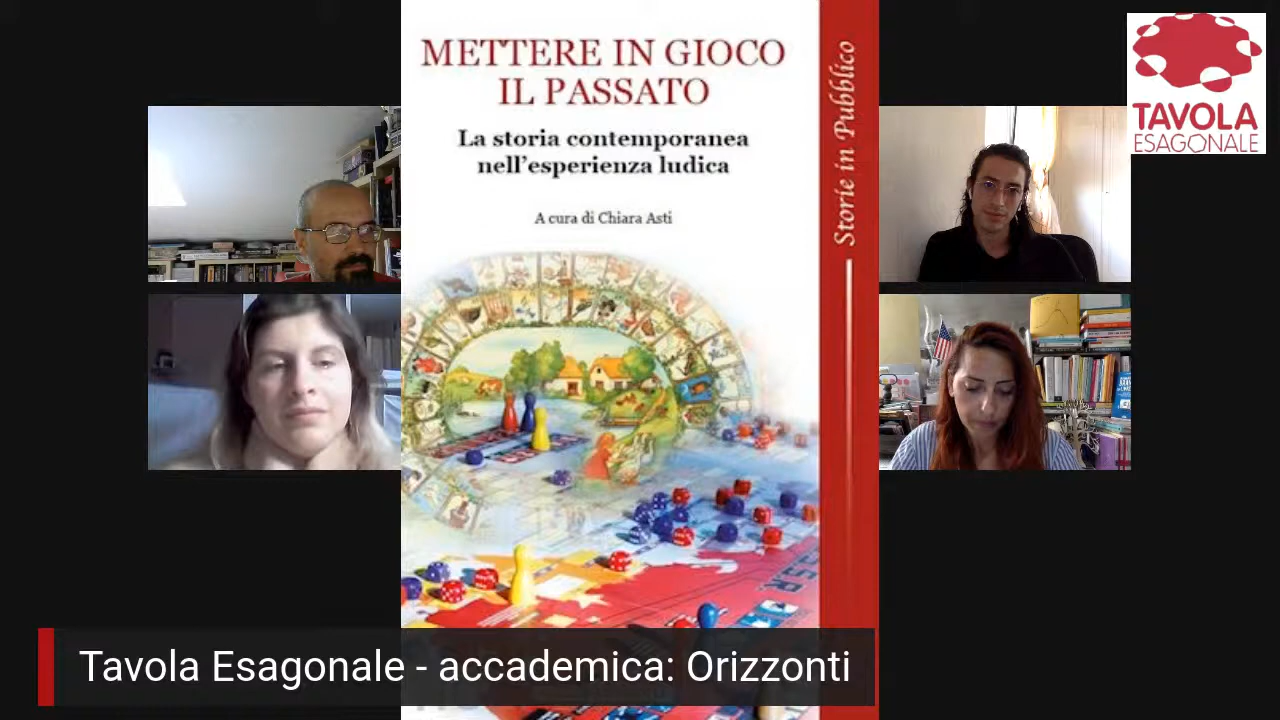 METTERE IN GIOCO
IL PASSATO
La storia contemporanea
nell'esperienza ludica
A cura di Chiara Asti
Storie in Pubblico
TAVOLA
ESAGONALE
S.S.R.
Tavola Esagonale - accademica: Orizzonti